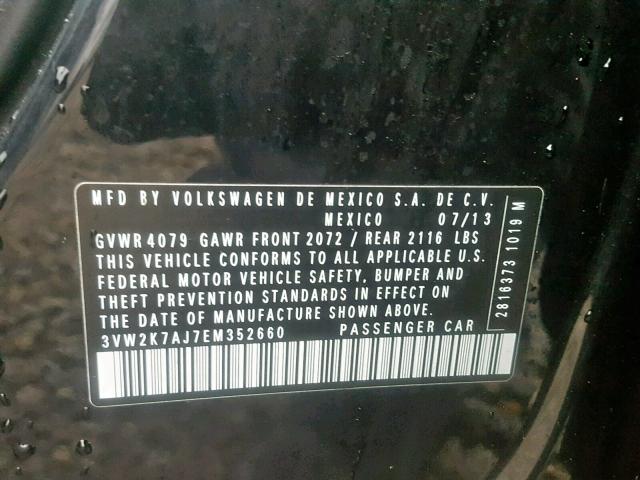 MFD BY VOLKSWAGEN DE MEXICO S.A. DE C.V.
MEXICO 07/13
GVWR 4079 GAWR FRONT 2072 / REAR 2116 LBS
THIS VEHICLE CONFORMS TO ALL APPLICABLE U.S.
FEDERAL MOTOR VEHICLE SAFETY, BUMPER AND
THEFT PREVENTION STANDARDS IN EFFECT ON
THE DATE OF MANUFACTURE SHOWN ABOVE.
3VW2K7AJ7EM352660 PASSENGER CAR
2818373 1019 M